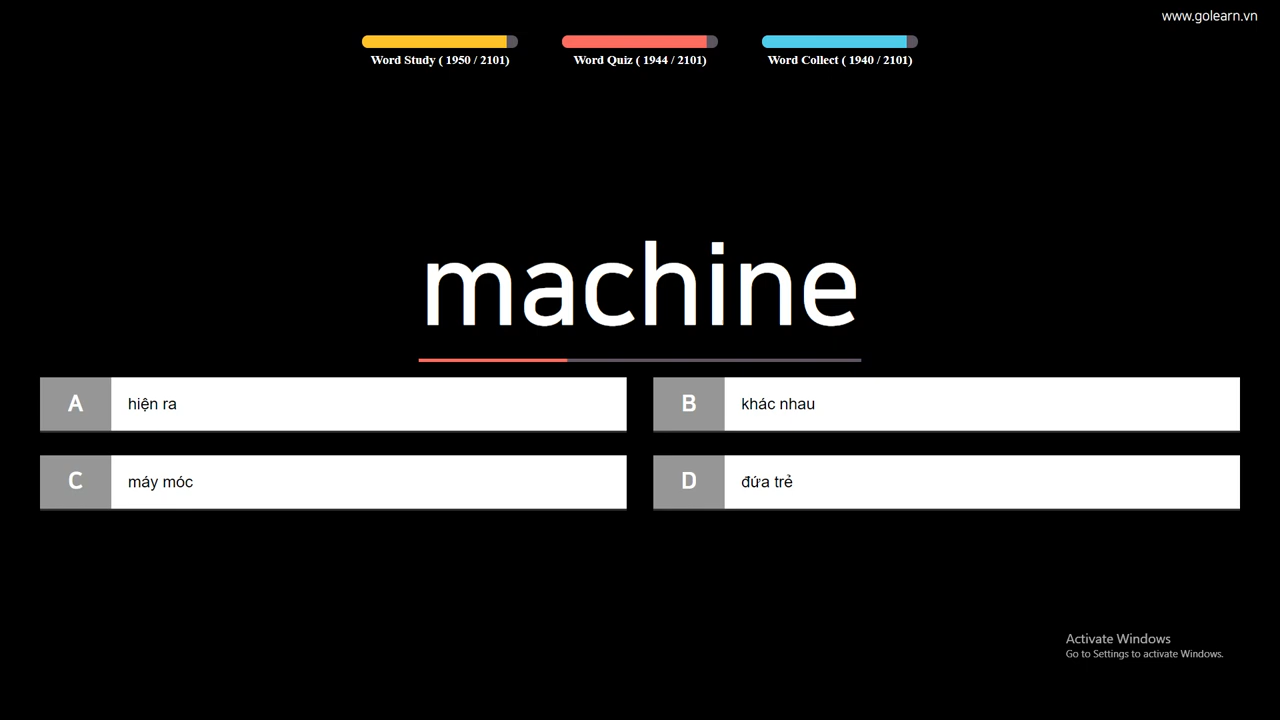 www.golearn.vn
Word Study ( 1950 / 2101)
Word Quiz ( 1944 / 2101)
Word Collect ( 1940 / 2101)
machine
A hiện ra
B khác nhau
C máy móc
D đứa trẻ
Activate Windows
Go to Settings to activate Windows.